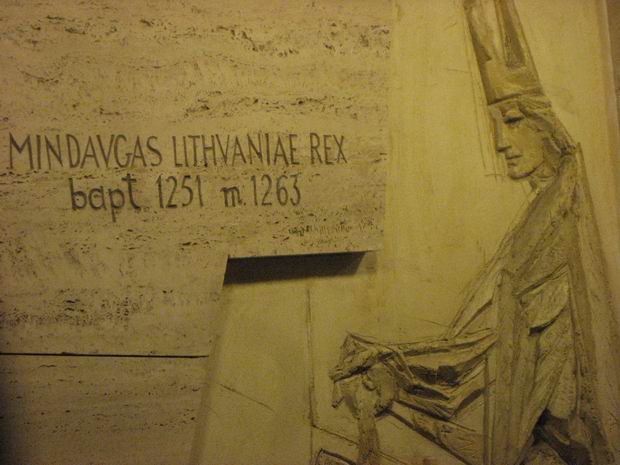 MINDAVGAS LITHVANIAE REX
bapt. 1251 m. 1263